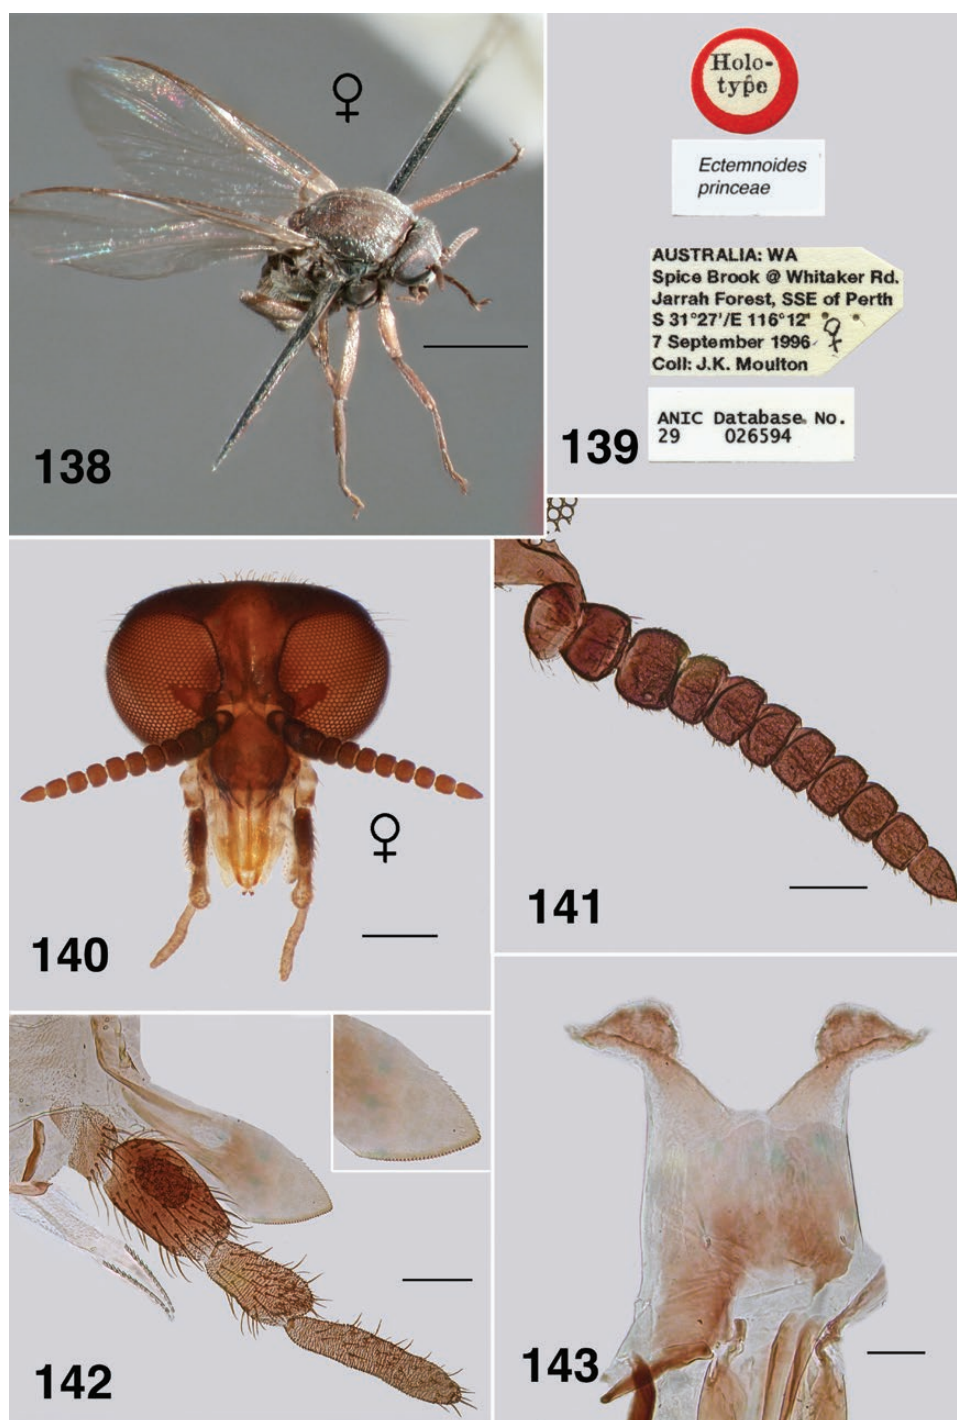 ♀
138
Holo-
type
Ectemnoides
princeae
AUSTRALIA: WA
Spice Brook @ Whitaker Rd.
Jarrah Forest, SSE of Perth
S 31°27'/E 116°12'
7 September 1996 ♀
Coll: J.K. Moulton
ANIC Database No.
29 026594
139
♀
140
141
142
143